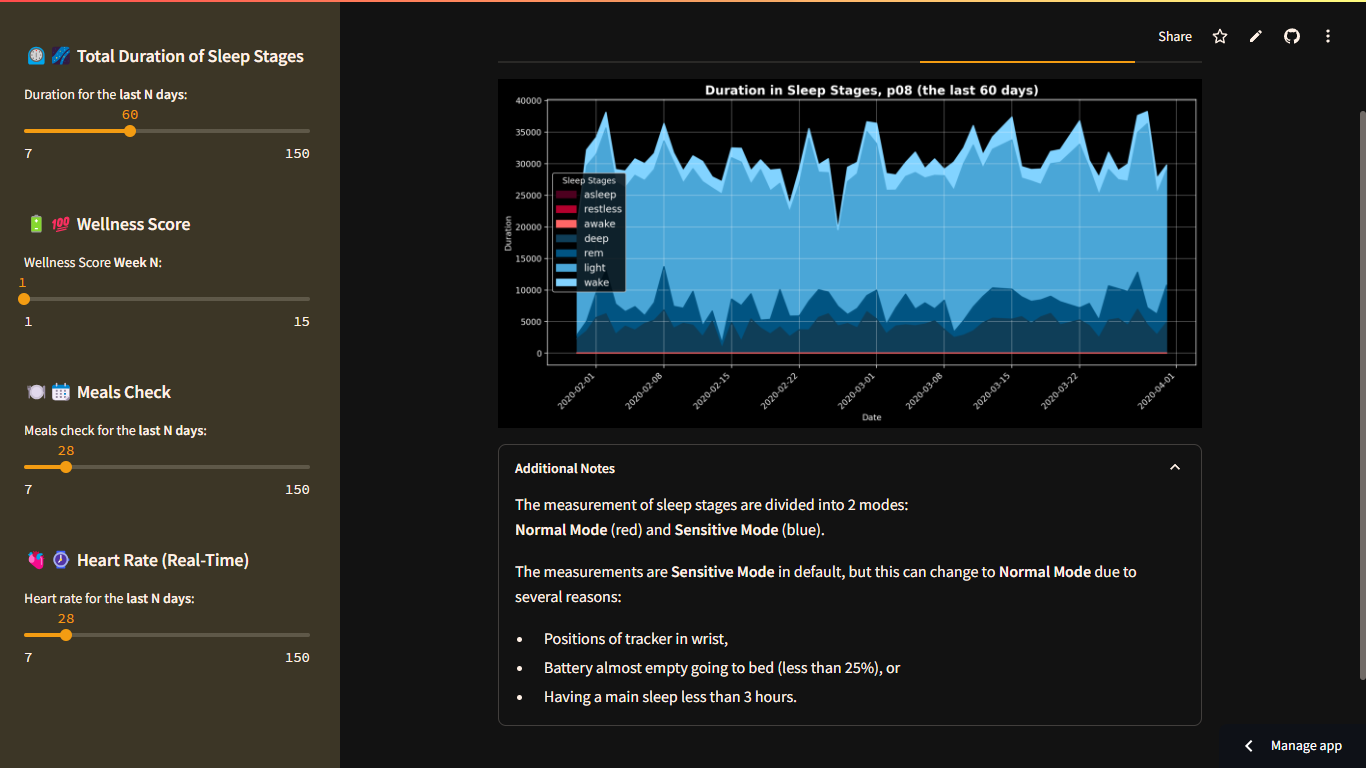 Total Duration of Sleep Stages
Duration for the last N days:
60
7 150
Wellness Score
Wellness Score Week N:
1
1 15
Meals Check
Meals check for the last N days:
28
7 150
Heart Rate (Real-Time)
Heart rate for the last N days:
28
7 150
Share
Duration in Sleep Stages, p08 (the last 60 days)
40000
35000
30000
25000
20000
15000
10000
5000
0
Duration
Sleep Stages
asleep
restless
awake
deep
rem
light
wake
2020-02-01
2020-02-08
2020-02-15
2020-02-22
2020-03-01
2020-03-08
2020-03-15
2020-03-22
2020-04-01
Date
Additional Notes
The measurement of sleep stages are divided into 2 modes:
Normal Mode (red) and Sensitive Mode (blue).
The measurements are Sensitive Mode in default, but this can change to Normal Mode due to
several reasons:
• Positions of tracker in wrist,
• Battery almost empty going to bed (less than 25%), or
• Having a main sleep less than 3 hours.
Manage app